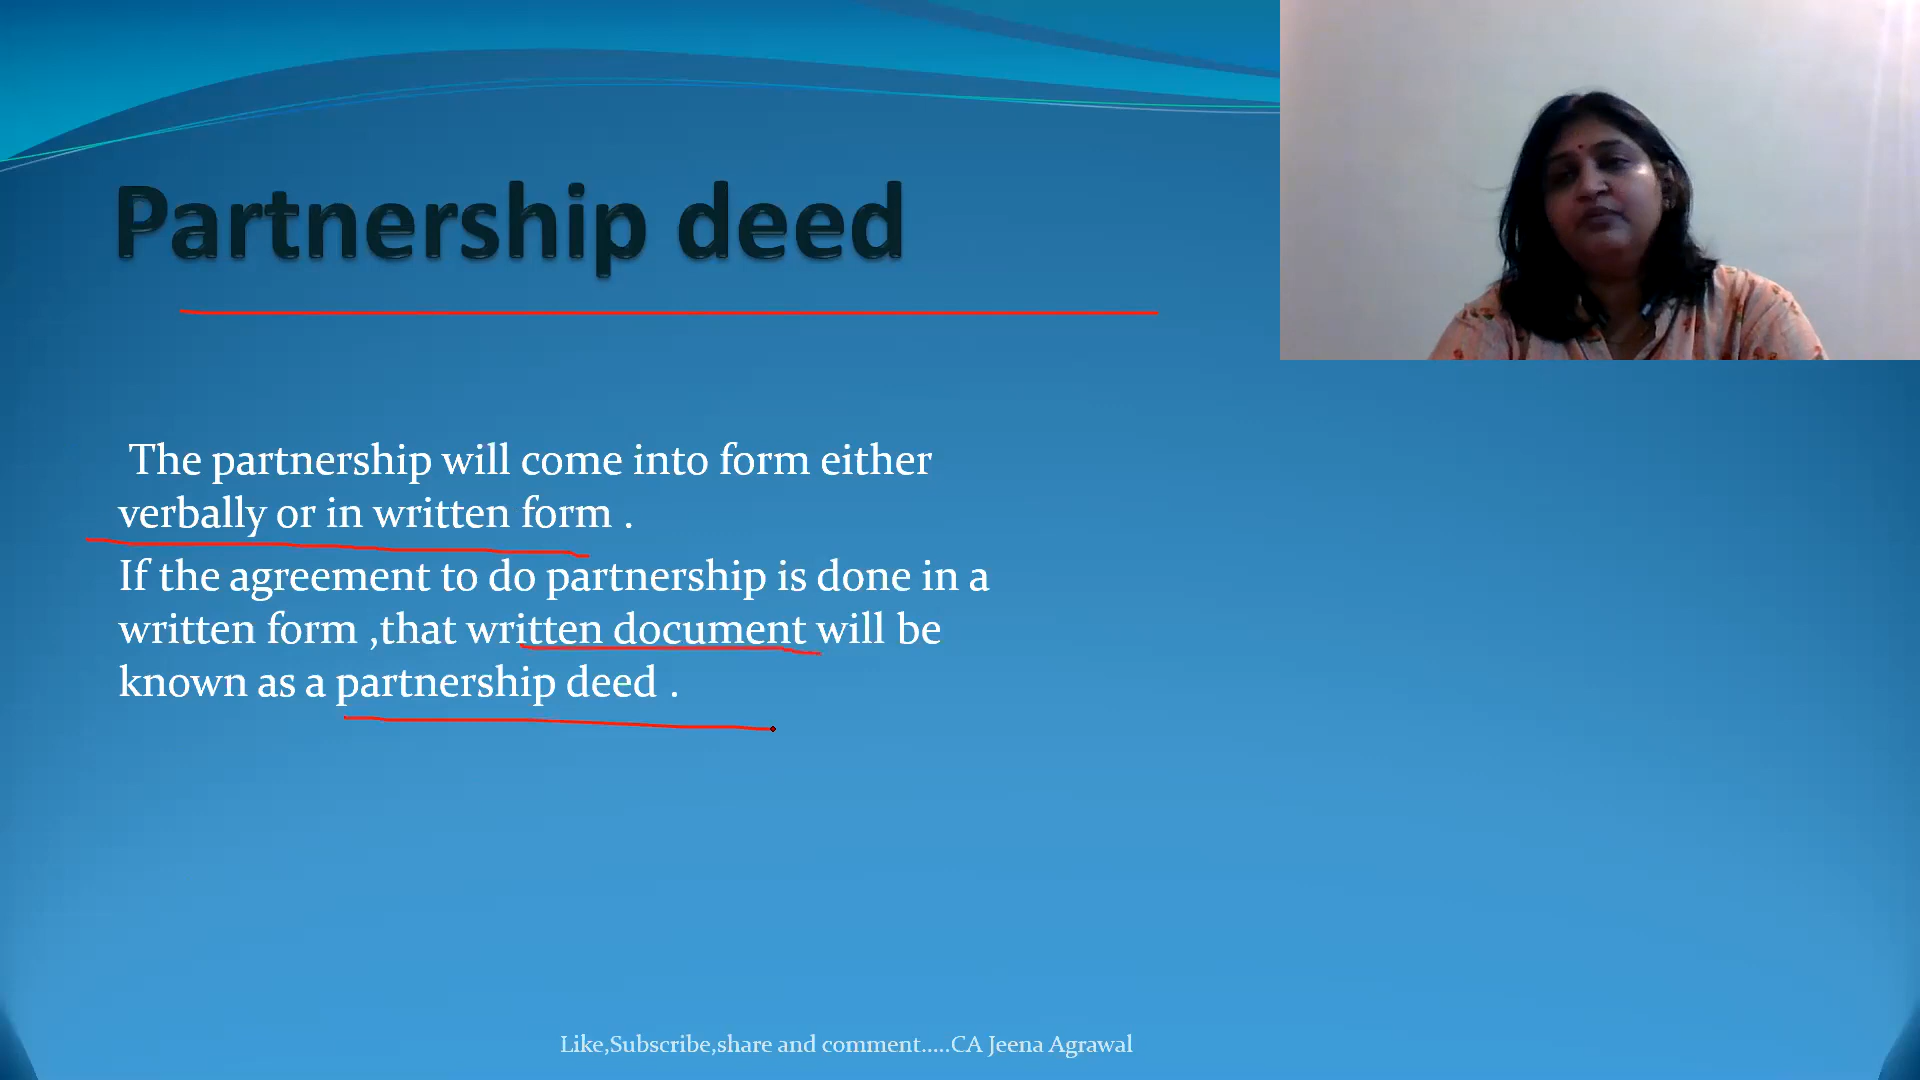 Partnership deed
The partnership will come into form either
verbally or in written form .
If the agreement to do partnership is done in a
written form ,that written document will be
known as a partnership deed .
Like,Subscribe,share and comment.....CA Jeena Agrawal